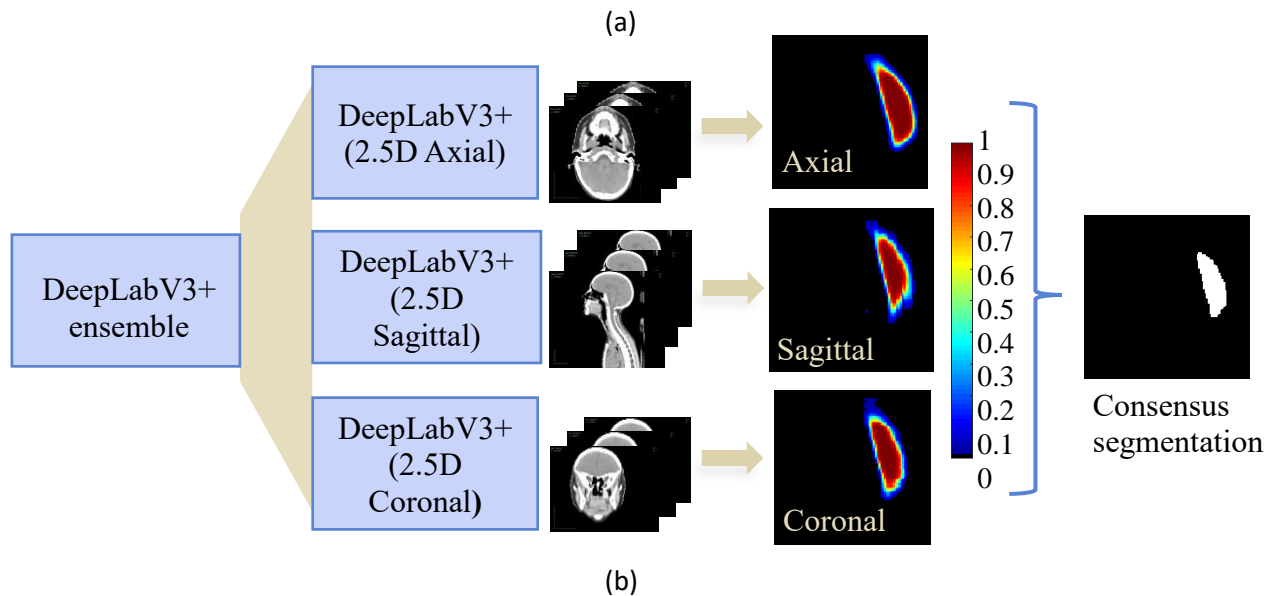 (a)
DeepLabV3+
ensemble
DeepLabV3+
(2.5D Axial)
DeepLabV3+
(2.5D
Sagittal)
DeepLabV3+
(2.5D
Coronal)
Axial
Sagittal
Coronal
1
0.9
0.8
0.7
0.6
0.5
0.4
0.3
0.2
0.1
0
Consensus
segmentation
(b)